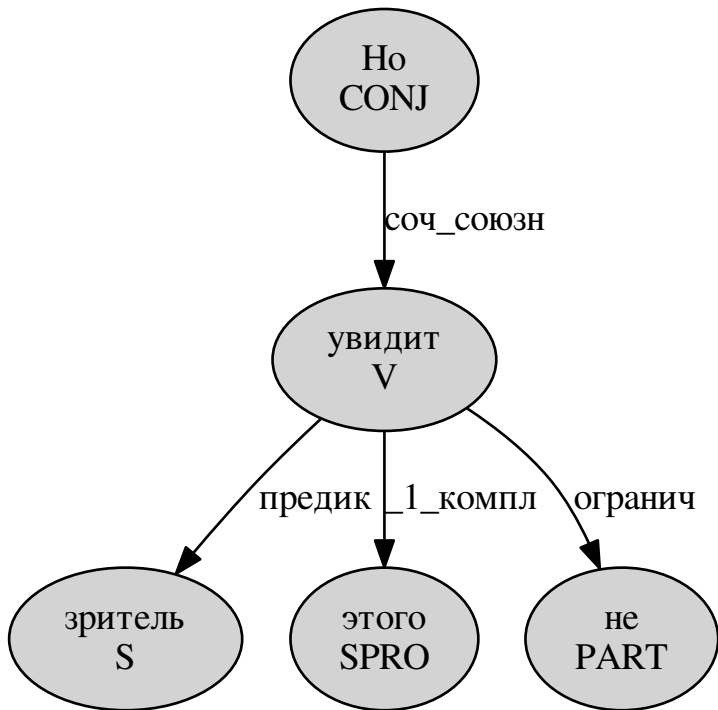 Но
CONJ
соч_союзн
увидит
V
предик
_1_компл
огранич
зритель
S
этого
SPRO
не
PART